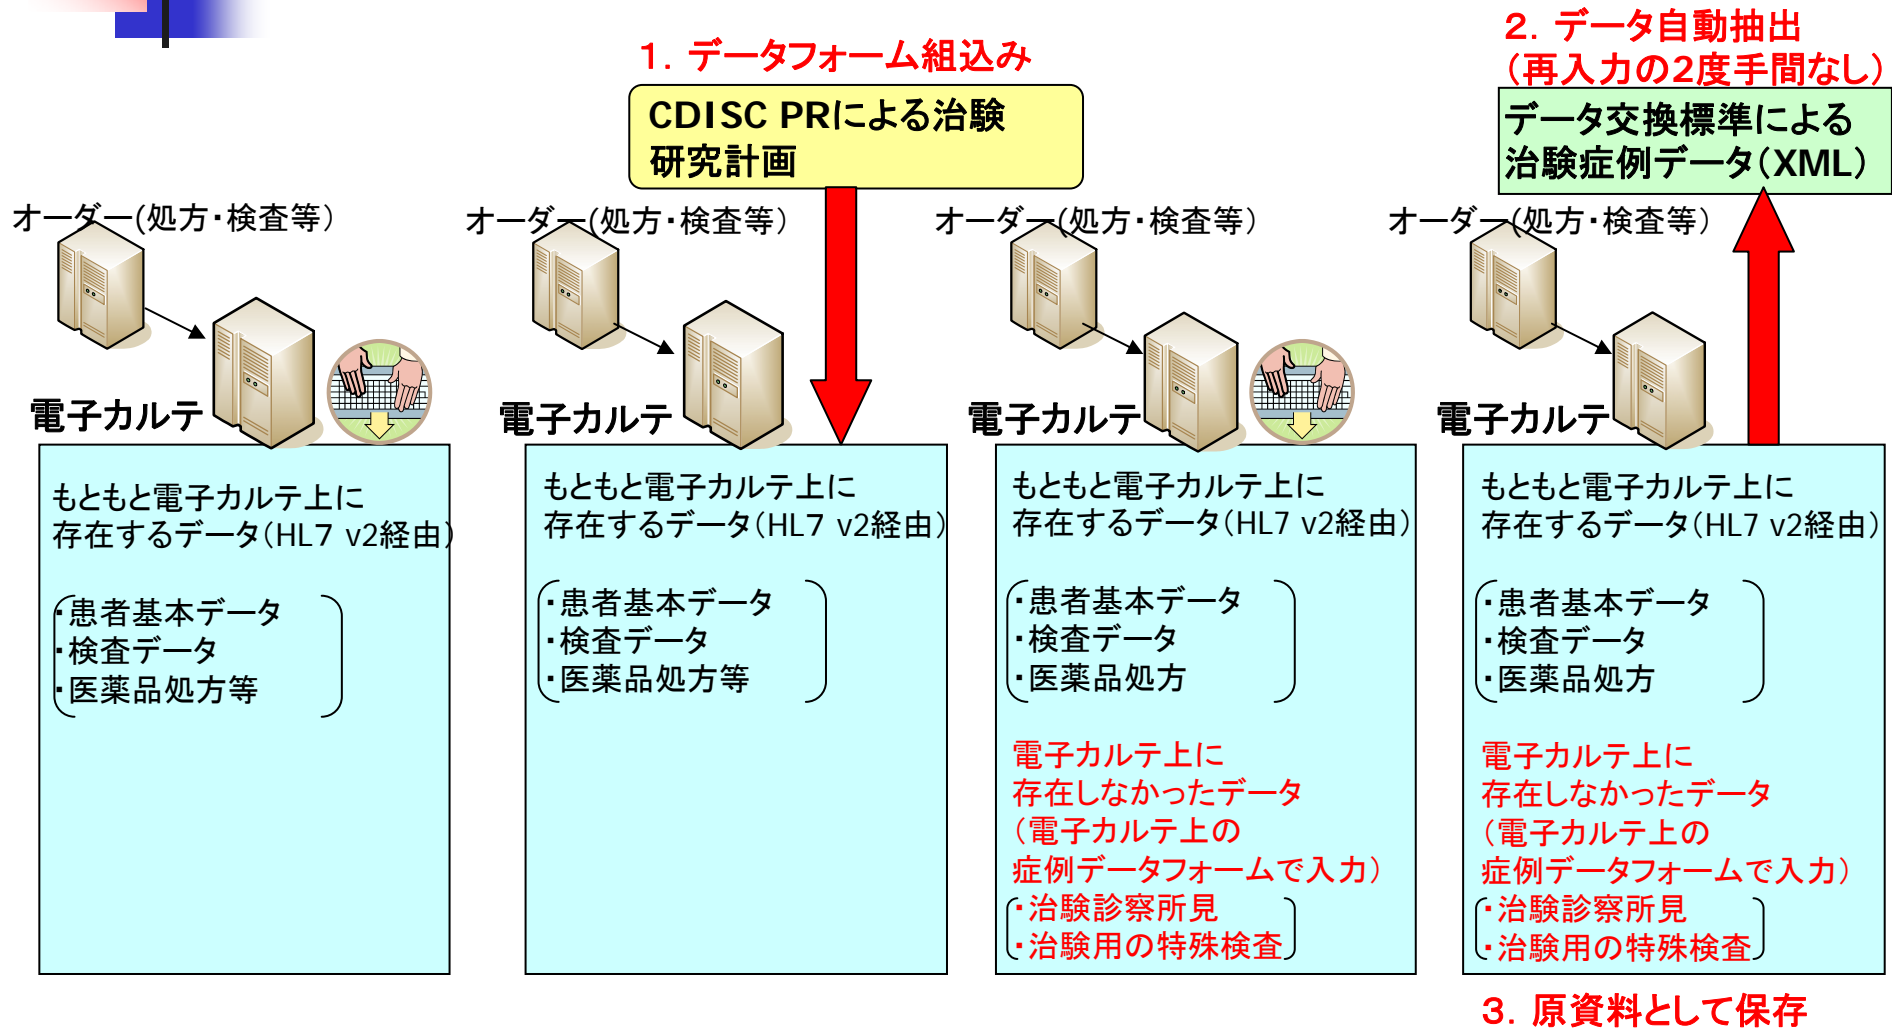 1．データフォーム組込み
CDISC PRによる治験
研究計画
2．データ自動抽出
（再入力の2度手間なし）
データ交換標準による
治験症例データ（XML）
オーダー(処方・検査等）
電子カルテ
もともと電子カルテ上に
存在するデータ（HL7 v2経由）
・患者基本データ
・検査データ
・医薬品処方等
オーダー(処方・検査等）
電子カルテ
もともと電子カルテ上に
存在するデータ（HL7 v2経由）
・患者基本データ
・検査データ
・医薬品処方等
オーダー(処方・検査等）
電子カルテ
もともと電子カルテ上に
存在するデータ（HL7 v2経由）
・患者基本データ
・検査データ
・医薬品処方
電子カルテ上に
存在しなかったデータ
（電子カルテ上の
症例データフォームで入力）
・治験診察所見
・治験用の特殊検査
オーダー(処方・検査等）
電子カルテ
もともと電子カルテ上に
存在するデータ（HL7 v2経由）
・患者基本データ
・検査データ
・医薬品処方
電子カルテ上に
存在しなかったデータ
（電子カルテ上の
症例データフォームで入力）
・治験診察所見
・治験用の特殊検査
3．原資料として保存